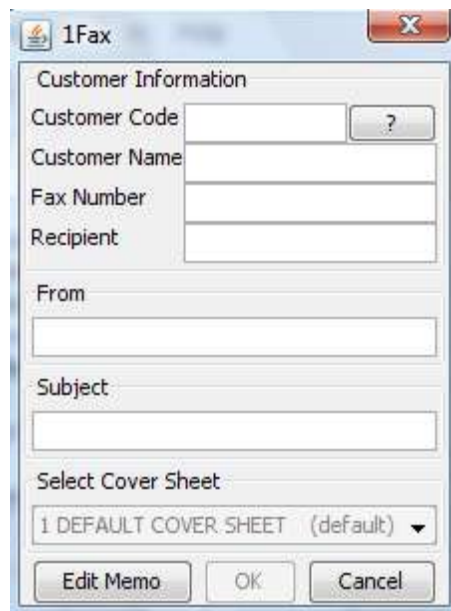 1Fax
Customer Information
Customer Code ?
Customer Name
Fax Number
Recipient
From
Subject
Select Cover Sheet
1 DEFAULT COVER SHEET (default)
Edit Memo OK Cancel